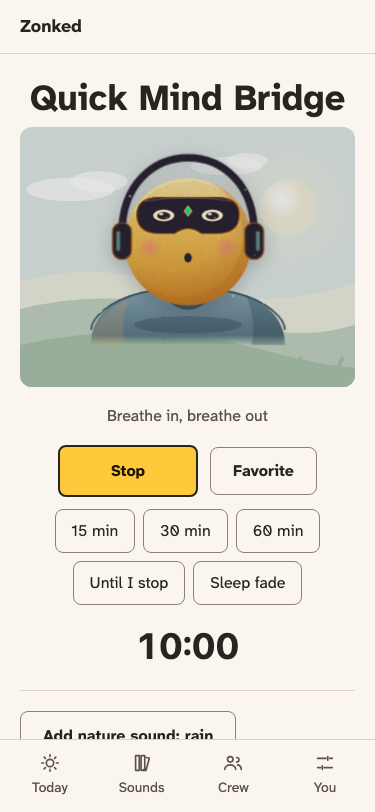 Zonked
Quick Mind Bridge
Breathe in, breathe out
Stop
Favorite
15 min
30 min
60 min
Until I stop
Sleep fade
10:00
Add nature sound: rain
Today
Sounds
Crew
You